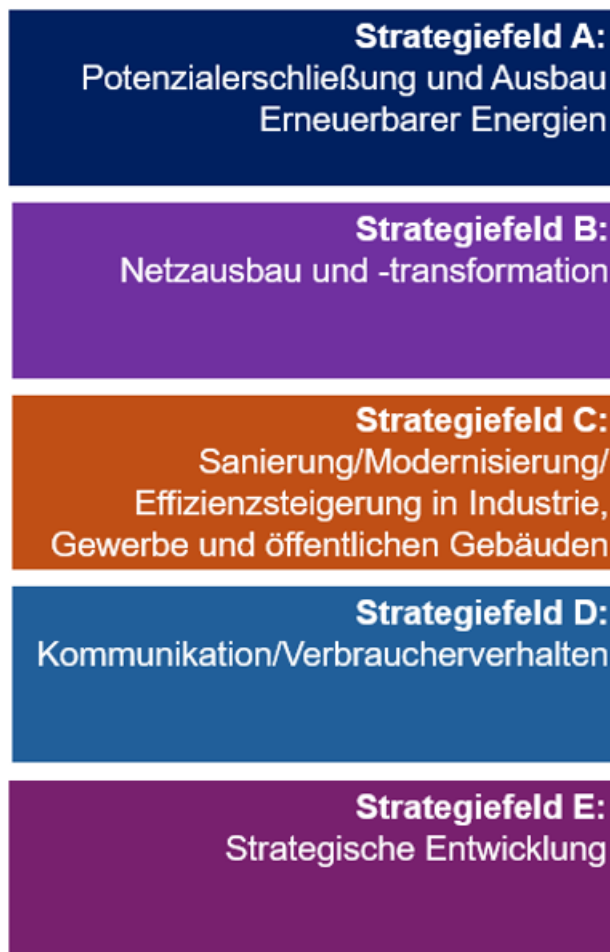 Strategiefeld A:
Potenzialerschließung und Ausbau
Erneuerbarer Energien
Strategiefeld B:
Netzausbau und -transformation
Strategiefeld C:
Sanierung/Modernisierung/
Effizienzsteigerung in Industrie,
Gewerbe und öffentlichen Gebäuden
Strategiefeld D:
Kommunikation/Verbraucherverhalten
Strategiefeld E:
Strategische Entwicklung